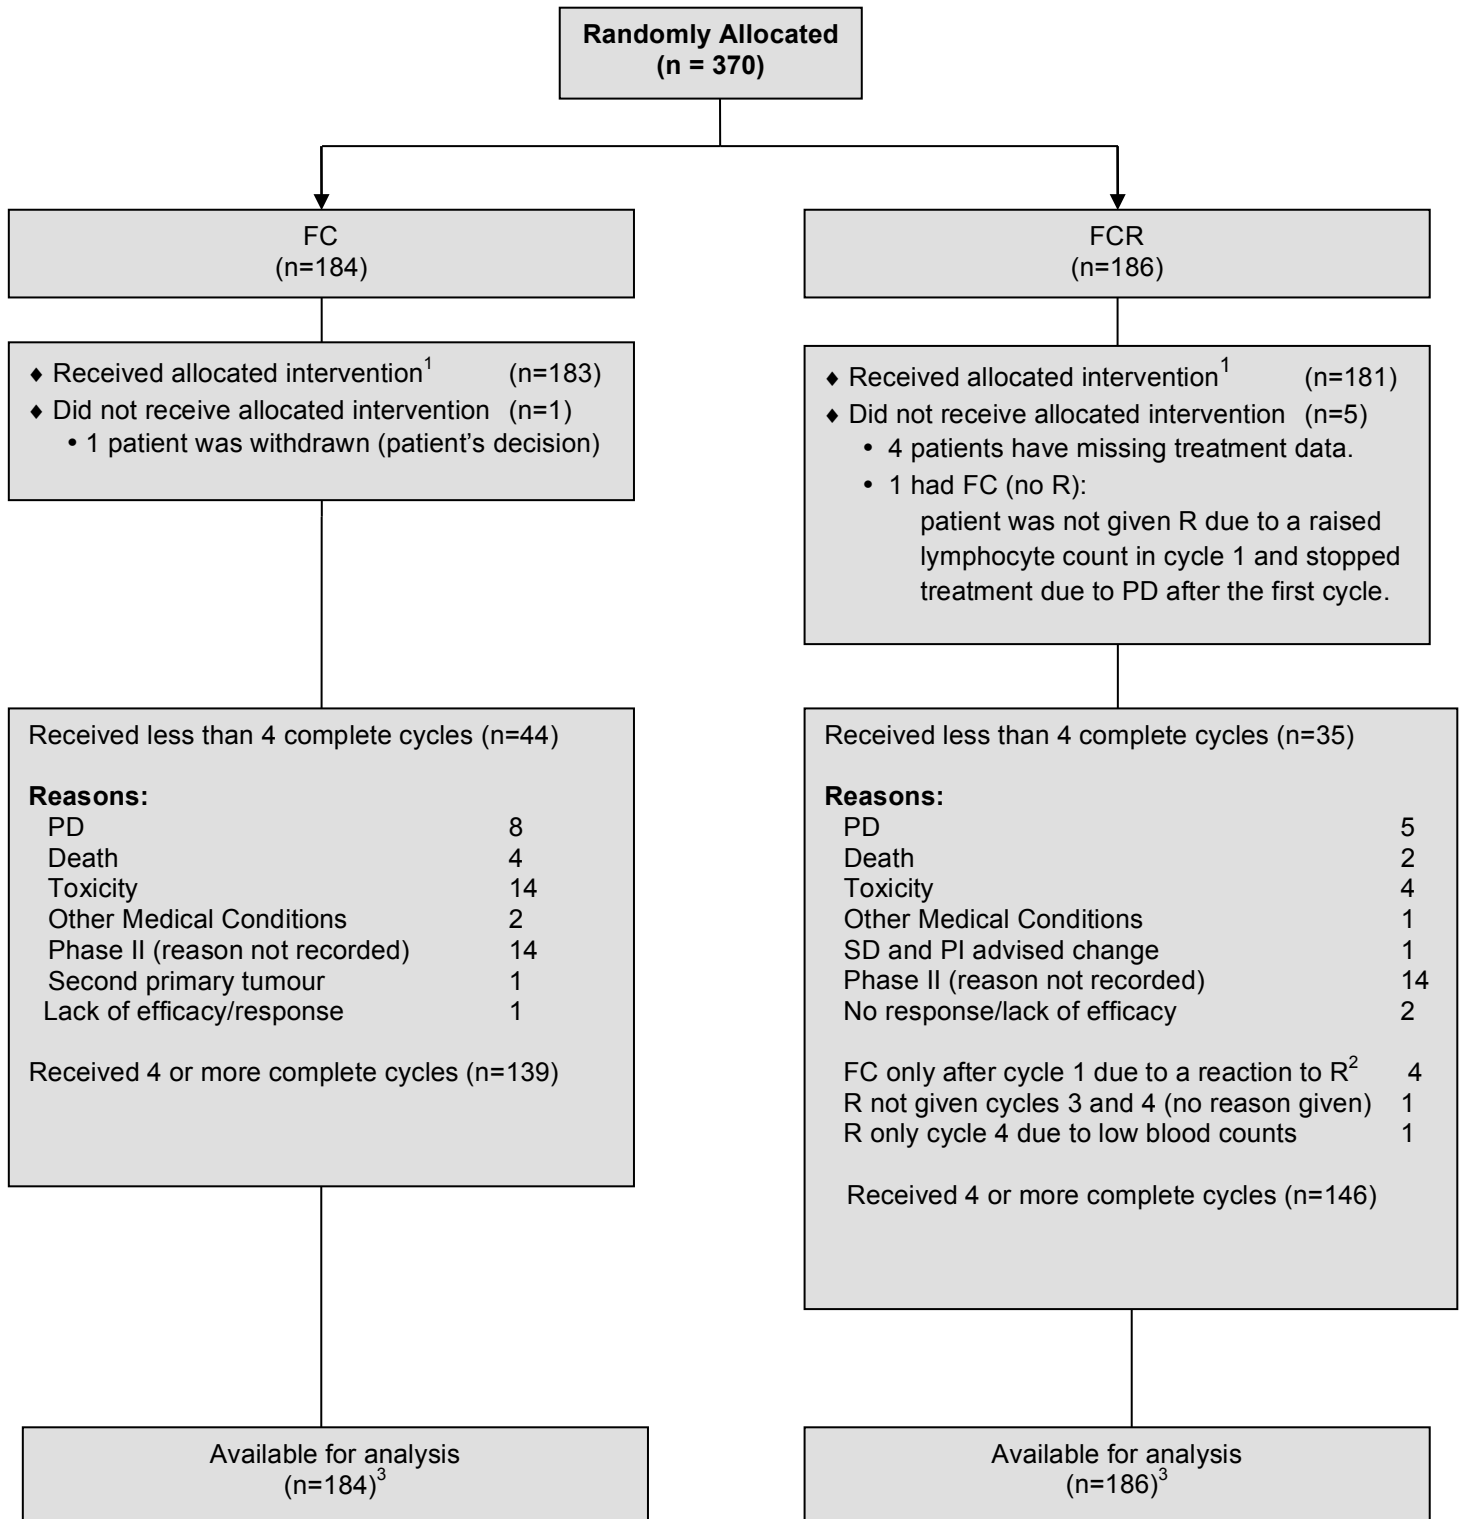 Randomly Allocated
(n = 370)
FC
(n=184)
♦ Received allocated intervention¹ (n=183)
♦ Did not receive allocated intervention (n=1)
• 1 patient was withdrawn (patient's decision)
Received less than 4 complete cycles (n=44)
Reasons:
PD 8
Death 4
Toxicity 14
Other Medical Conditions 2
Phase II (reason not recorded) 14
Second primary tumour 1
Lack of efficacy/response 1
Received 4 or more complete cycles (n=139)
Available for analysis
(n=184)³
FCR
(n=186)
♦ Received allocated intervention¹ (n=181)
♦ Did not receive allocated intervention (n=5)
• 4 patients have missing treatment data.
• 1 had FC (no R):
patient was not given R due to a raised
lymphocyte count in cycle 1 and stopped
treatment due to PD after the first cycle.
Received less than 4 complete cycles (n=35)
Reasons:
PD 5
Death 2
Toxicity 4
Other Medical Conditions 1
SD and PI advised change 1
Phase II (reason not recorded) 14
No response/lack of efficacy 2
FC only after cycle 1 due to a reaction to R² 4
R not given cycles 3 and 4 (no reason given) 1
R only cycle 4 due to low blood counts 1
Received 4 or more complete cycles (n=146)
Available for analysis
(n=186)³